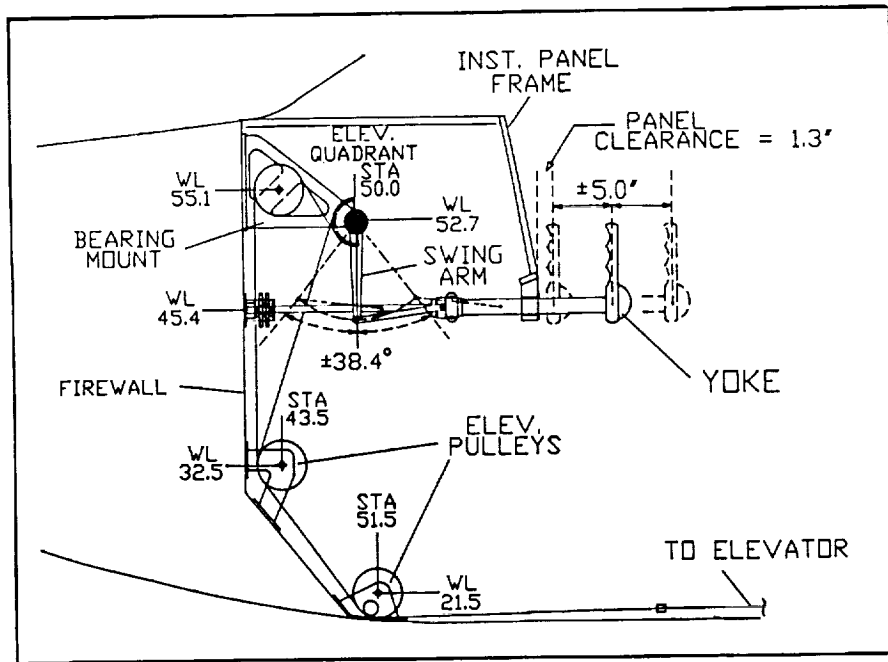 INST. PANEL
FRAME
PANEL
CLEARANCE = 1.3"
ELEV.
QUADRANT
STA
50.0
±5.0"
WL
55.1
WL
52.7
BEARING
MOUNT
SWING
ARM
WL
45.4
±38.4°
YOKE
FIREWALL
STA
43.5
ELEV.
PULLEYS
WL
32.5
STA
51.5
TO ELEVATOR
WL
21.5